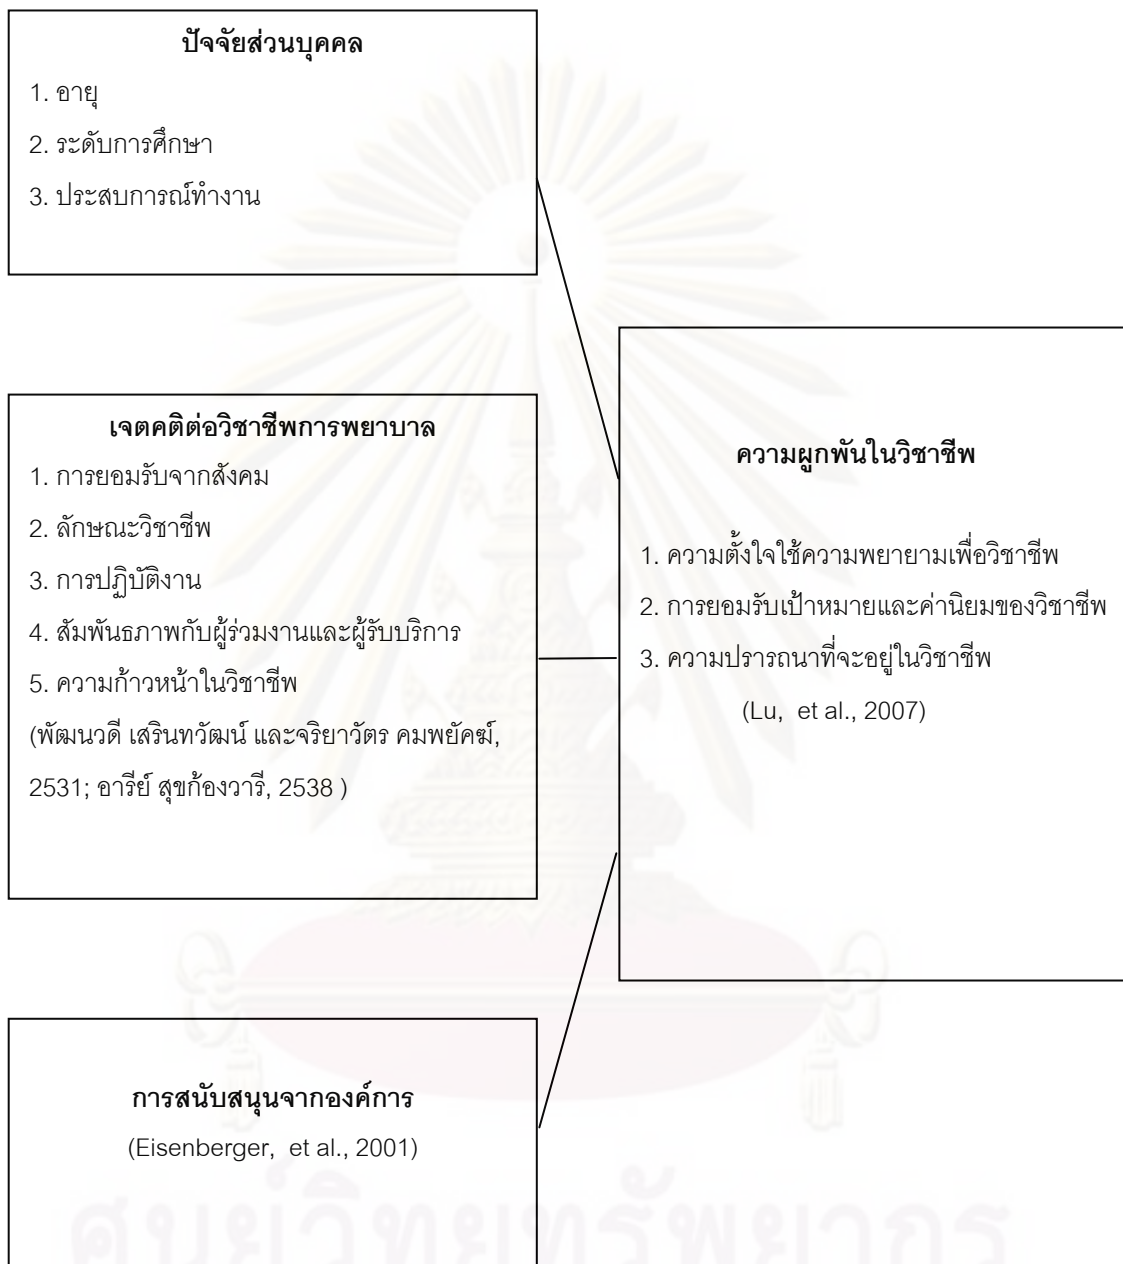 ปัจจัยส่วนบุคคล
1. อายุ
2. ระดับการศึกษา
3. ประสบการณ์ทำงาน
เจตคติต่อวิชาชีพการพยาบาล
1. การยอมรับจากสังคม
2. ลักษณะวิชาชีพ
3. การปฏิบัติงาน
4. สัมพันธภาพกับผู้ร่วมงานและผู้รับบริการ
5. ความก้าวหน้าในวิชาชีพ
(พัฒนวดี เสรินทวัฒน์ และจริยาวัตร คมพยัคฆ์,
2531; อารีย์ สุขก้องวารี, 2538 )
ความผูกพันในวิชาชีพ
1. ความตั้งใจใช้ความพยายามเพื่อวิชาชีพ
2. การยอมรับเป้าหมายและค่านิยมของวิชาชีพ
3. ความปรารถนาที่จะอยู่ในวิชาชีพ
(Lu, et al., 2007)
การสนับสนุนจากองค์การ
(Eisenberger, et al., 2001)
ศูนย์วิทยทรัพยากร